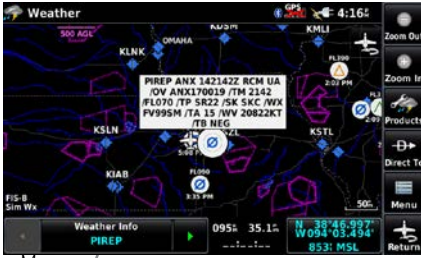 Weather
GPS
4:16
Zoom Out
500 AGL
OMAHA
KDSM
KMLI
KLNK
FL390
2:02 PM
Zoom In
PIREP ANX 142142Z RCM UA
/OV ANX170019 /TM 2142
/FL070 /TP SR22 /SK SKC /WX
FV99SM /TA 15 /WV 20822KT
/TB NEG
Products
KSLN
KSTL
Direct To
KIAB
FL090
3:35 PM
Menu
FIS-B
Sim Wx
Weather Info
PIREP
095° 35.1
N 38°46.997'
W094°03.494'
853 MSL
Return